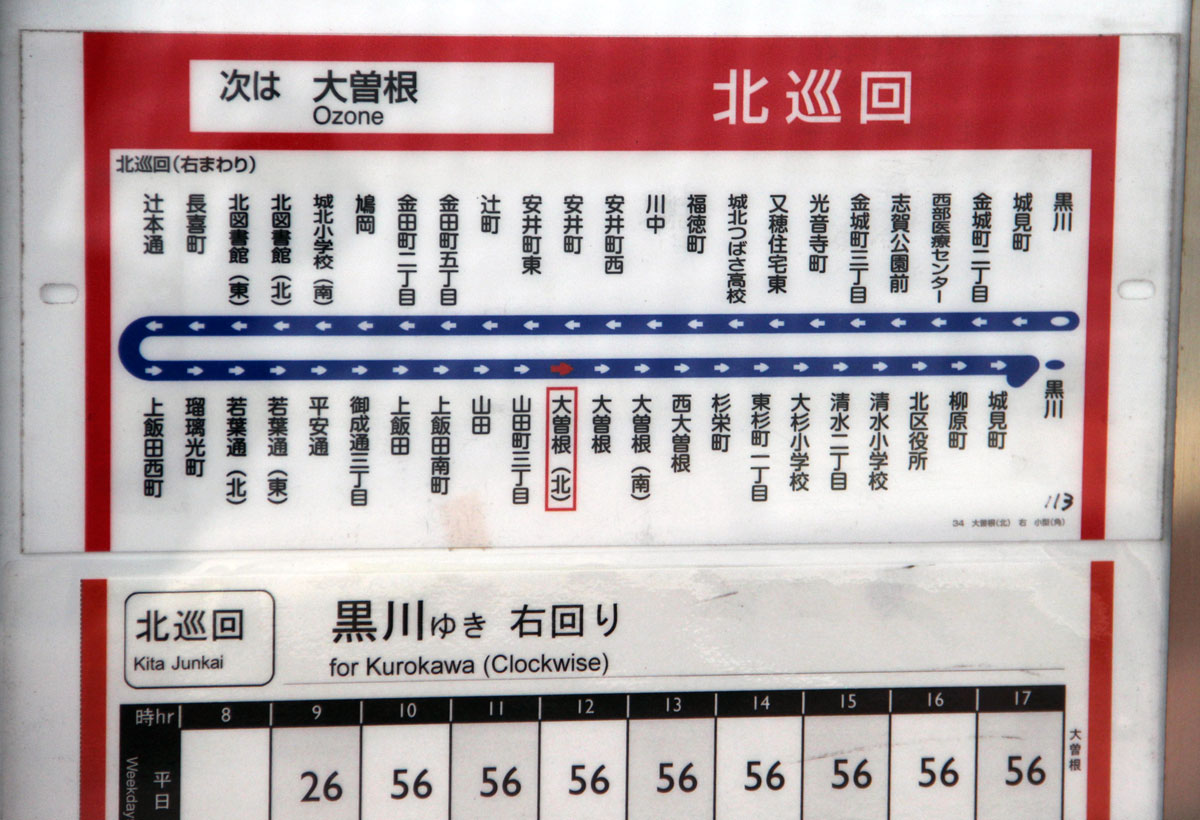 次は 大曽根
Ozone
北巡回
北巡回(右まわり)
辻本通
長喜町
北図書館(東)
北図書館(北)
城北小学校(南)
鳩岡
金田町二丁目
金田町五丁目
辻町
安井町東
安井町
安井町西
川中
福徳町
城北つばさ高校
又穂住宅東
光音寺町
金城町三丁目
志賀公園前
西部医療センター
金城町二丁目
城見町
黒川
上飯田西町
瑠璃光町
若葉通(北)
若葉通(東)
平安通
御成通三丁目
上飯田
上飯田南町
山田
山田町三丁目
大曽根(北)
大曽根
大曽根(南)
西大曽根
杉栄町
東杉町一丁目
大杉小学校
清水二丁目
清水小学校
北区役所
柳原町
城見町
黒川
113
34 大曽根(北) 右 小型(角)
北巡回
Kita Junkai
黒川ゆき 右回り
for Kurokawa (Clockwise)
時hr 8 9 10 11 12 13 14 15 16 17
平日
Weekday
26 56 56 56 56 56 56 56 56
大曽根